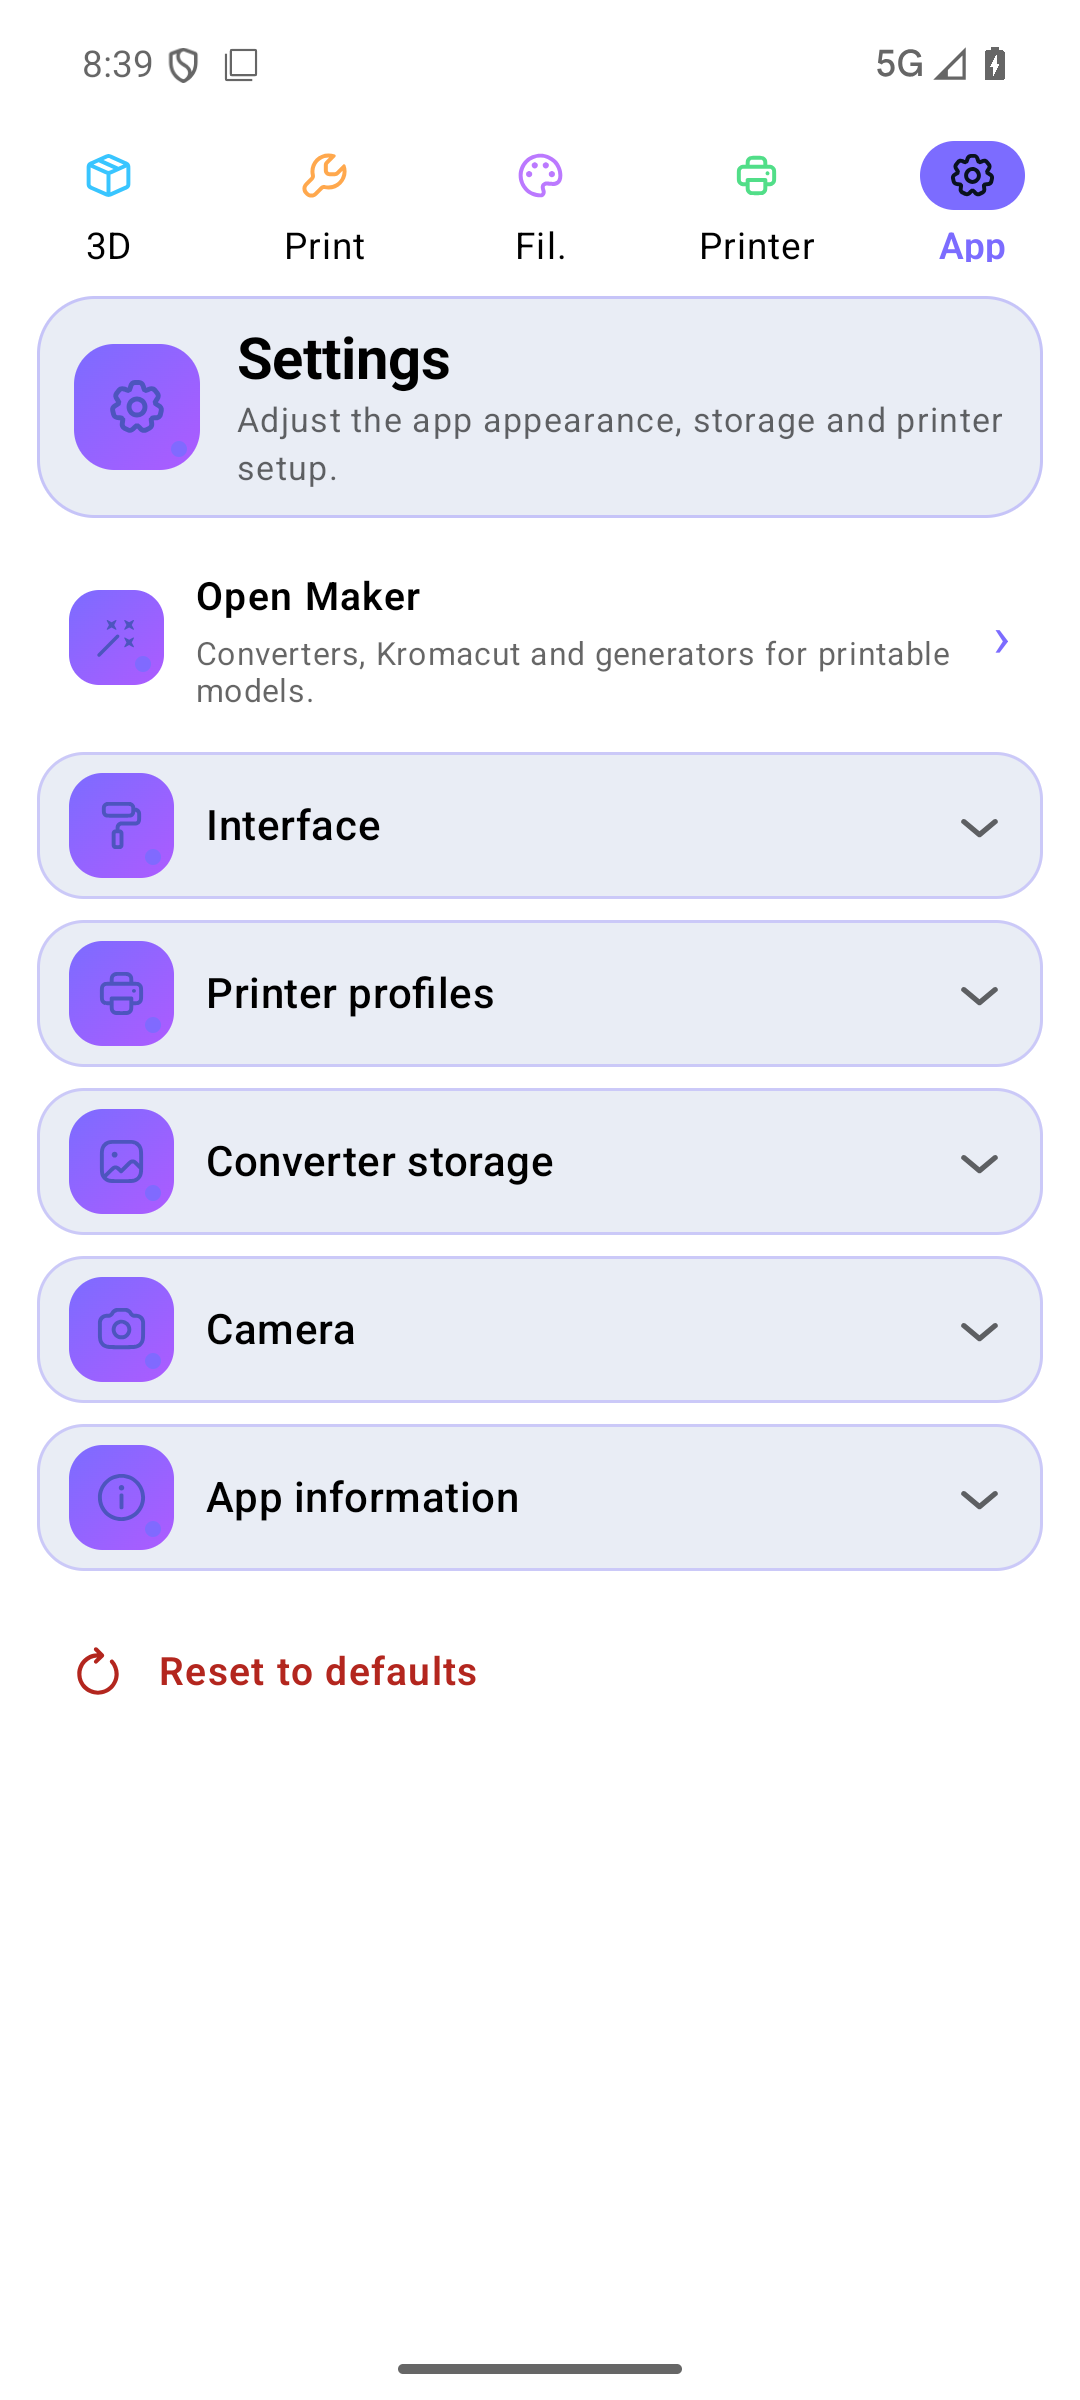 8:39
5G
3D
Print
Fil.
Printer
App
Settings
Adjust the app appearance, storage and printer
setup.
Open Maker
Converters, Kromacut and generators for printable
models.
Interface
Printer profiles
Converter storage
Camera
App information
Reset to defaults